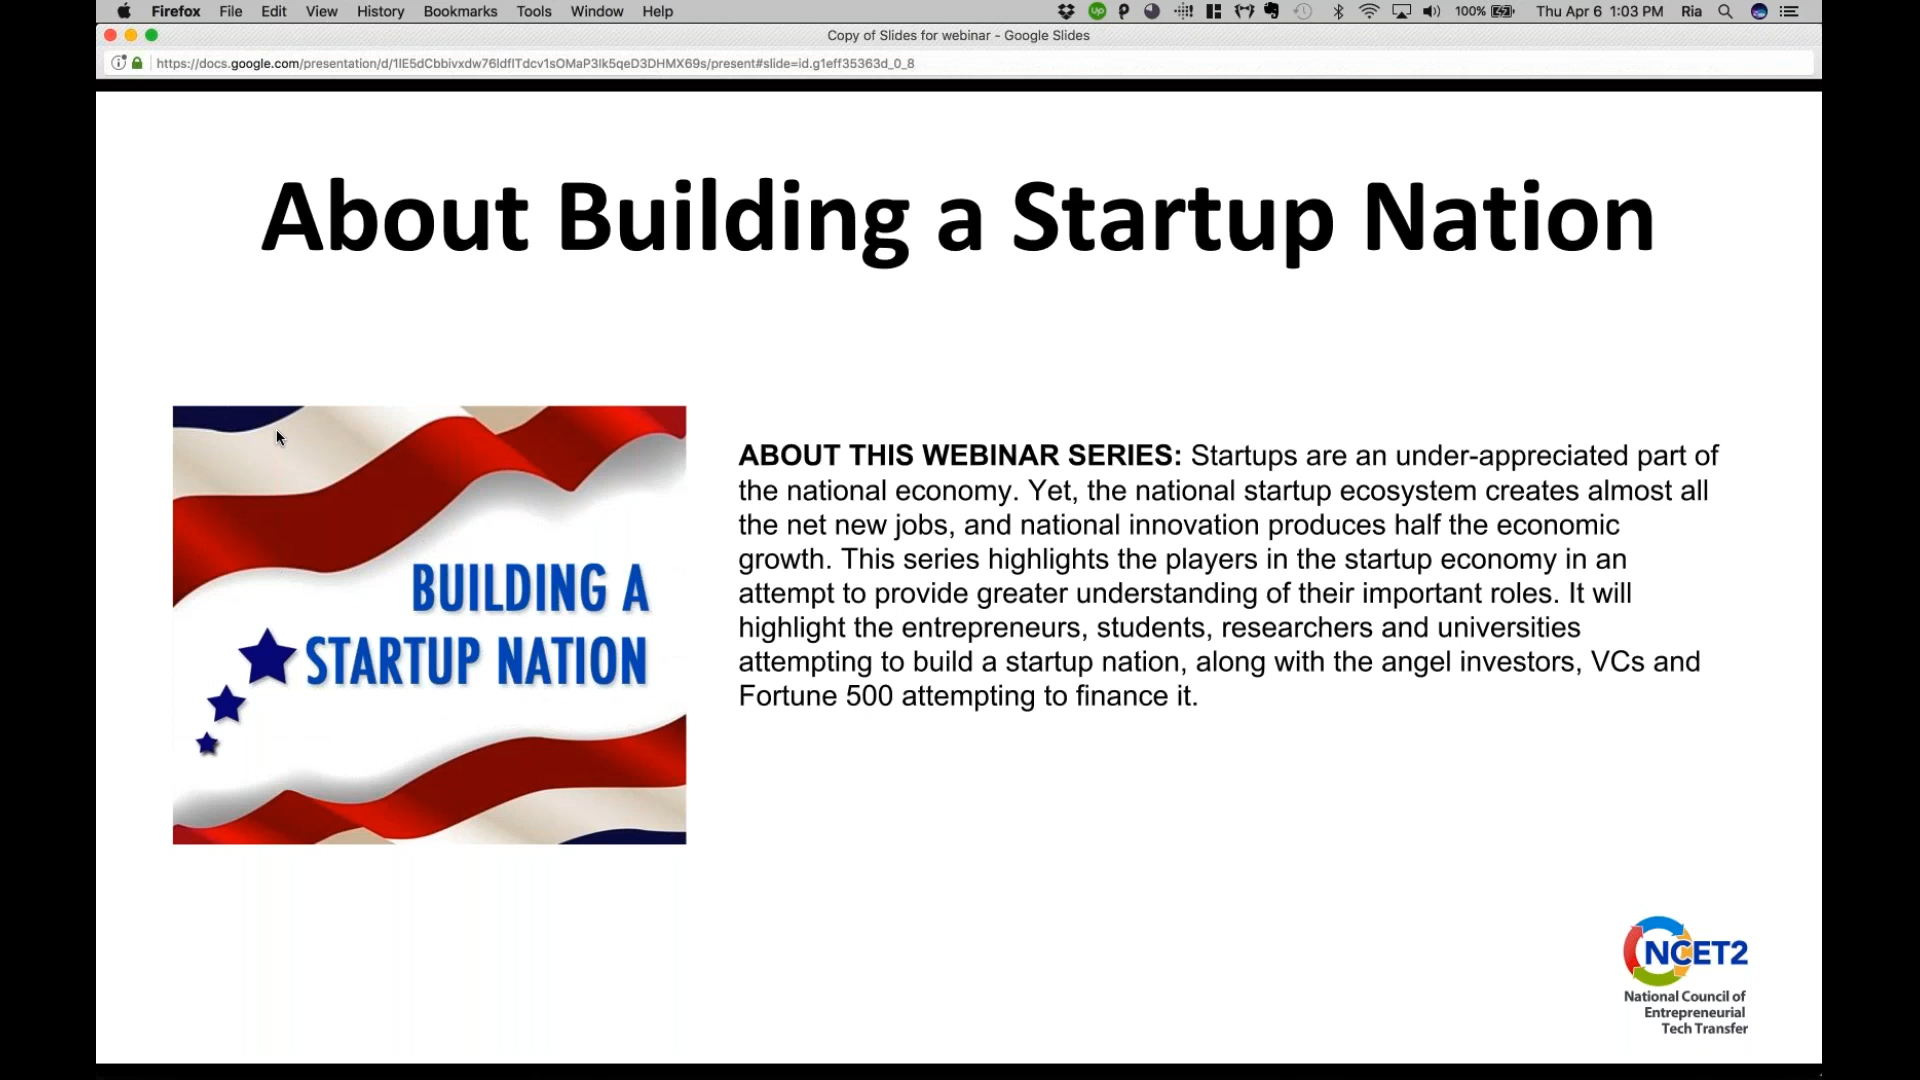 Firefox File Edit View History Bookmarks Tools Window Help 100% Thu Apr 6 1:03 PM Ria
Copy of Slides for webinar - Google Slides
https://docs.google.com/presentation/d/1lE5dCbbivxdw76ldflTdcv1sOMaP3lk5qeD3DHMX69s/present#slide=id.g1eff35363d_0_8
About Building a Startup Nation
BUILDING A
STARTUP NATION
ABOUT THIS WEBINAR SERIES: Startups are an under-appreciated part of
the national economy. Yet, the national startup ecosystem creates almost all
the net new jobs, and national innovation produces half the economic
growth. This series highlights the players in the startup economy in an
attempt to provide greater understanding of their important roles. It will
highlight the entrepreneurs, students, researchers and universities
attempting to build a startup nation, along with the angel investors, VCs and
Fortune 500 attempting to finance it.
NCET2
National Council of
Entrepreneurial
Tech Transfer